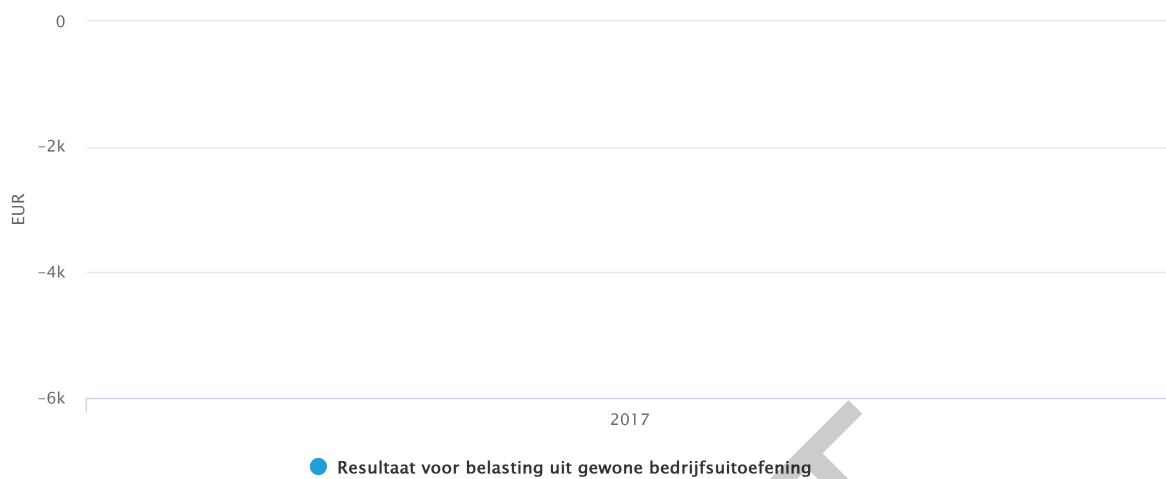 0
-2k
EUR
-4k
-6k
2017
Resultaat voor belasting uit gewone bedrijfsuitoefening